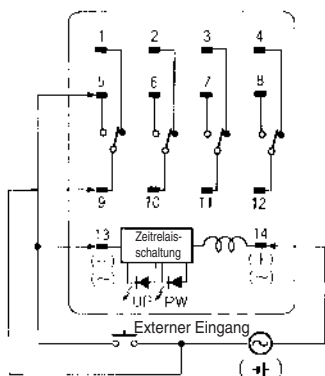 1 2 3 4
5 6 7 8
9 10 11 12
13 Zeitrelais- 14
schaltung
(−) (+)
(~) (~)
UP PW
Externer Eingang